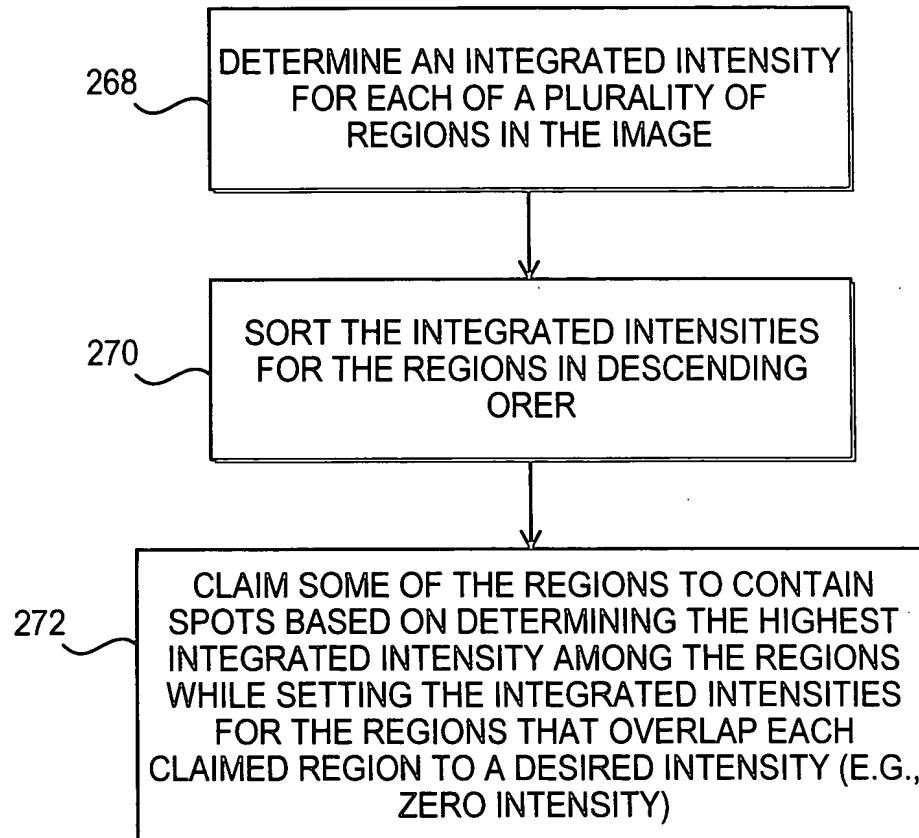 268
DETERMINE AN INTEGRATED INTENSITY
FOR EACH OF A PLURALITY OF
REGIONS IN THE IMAGE
270
SORT THE INTEGRATED INTENSITIES
FOR THE REGIONS IN DESCENDING
ORER
272
CLAIM SOME OF THE REGIONS TO CONTAIN
SPOTS BASED ON DETERMINING THE HIGHEST
INTEGRATED INTENSITY AMONG THE REGIONS
WHILE SETTING THE INTEGRATED INTENSITIES
FOR THE REGIONS THAT OVERLAP EACH
CLAIMED REGION TO A DESIRED INTENSITY (E.G.,
ZERO INTENSITY)